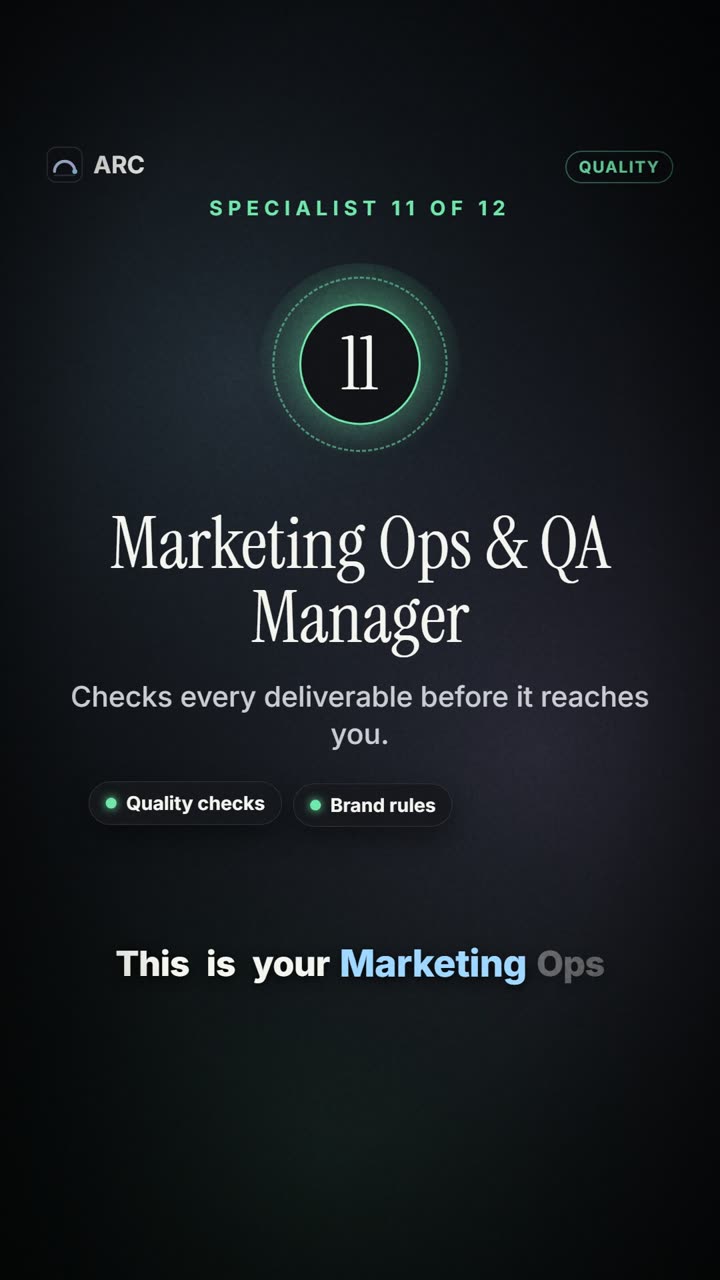 ARC
QUALITY
SPECIALIST 11 OF 12
11
Marketing Ops & QA
Manager
Checks every deliverable before it reaches
you.
Quality checks
Brand rules
This is your Marketing Ops